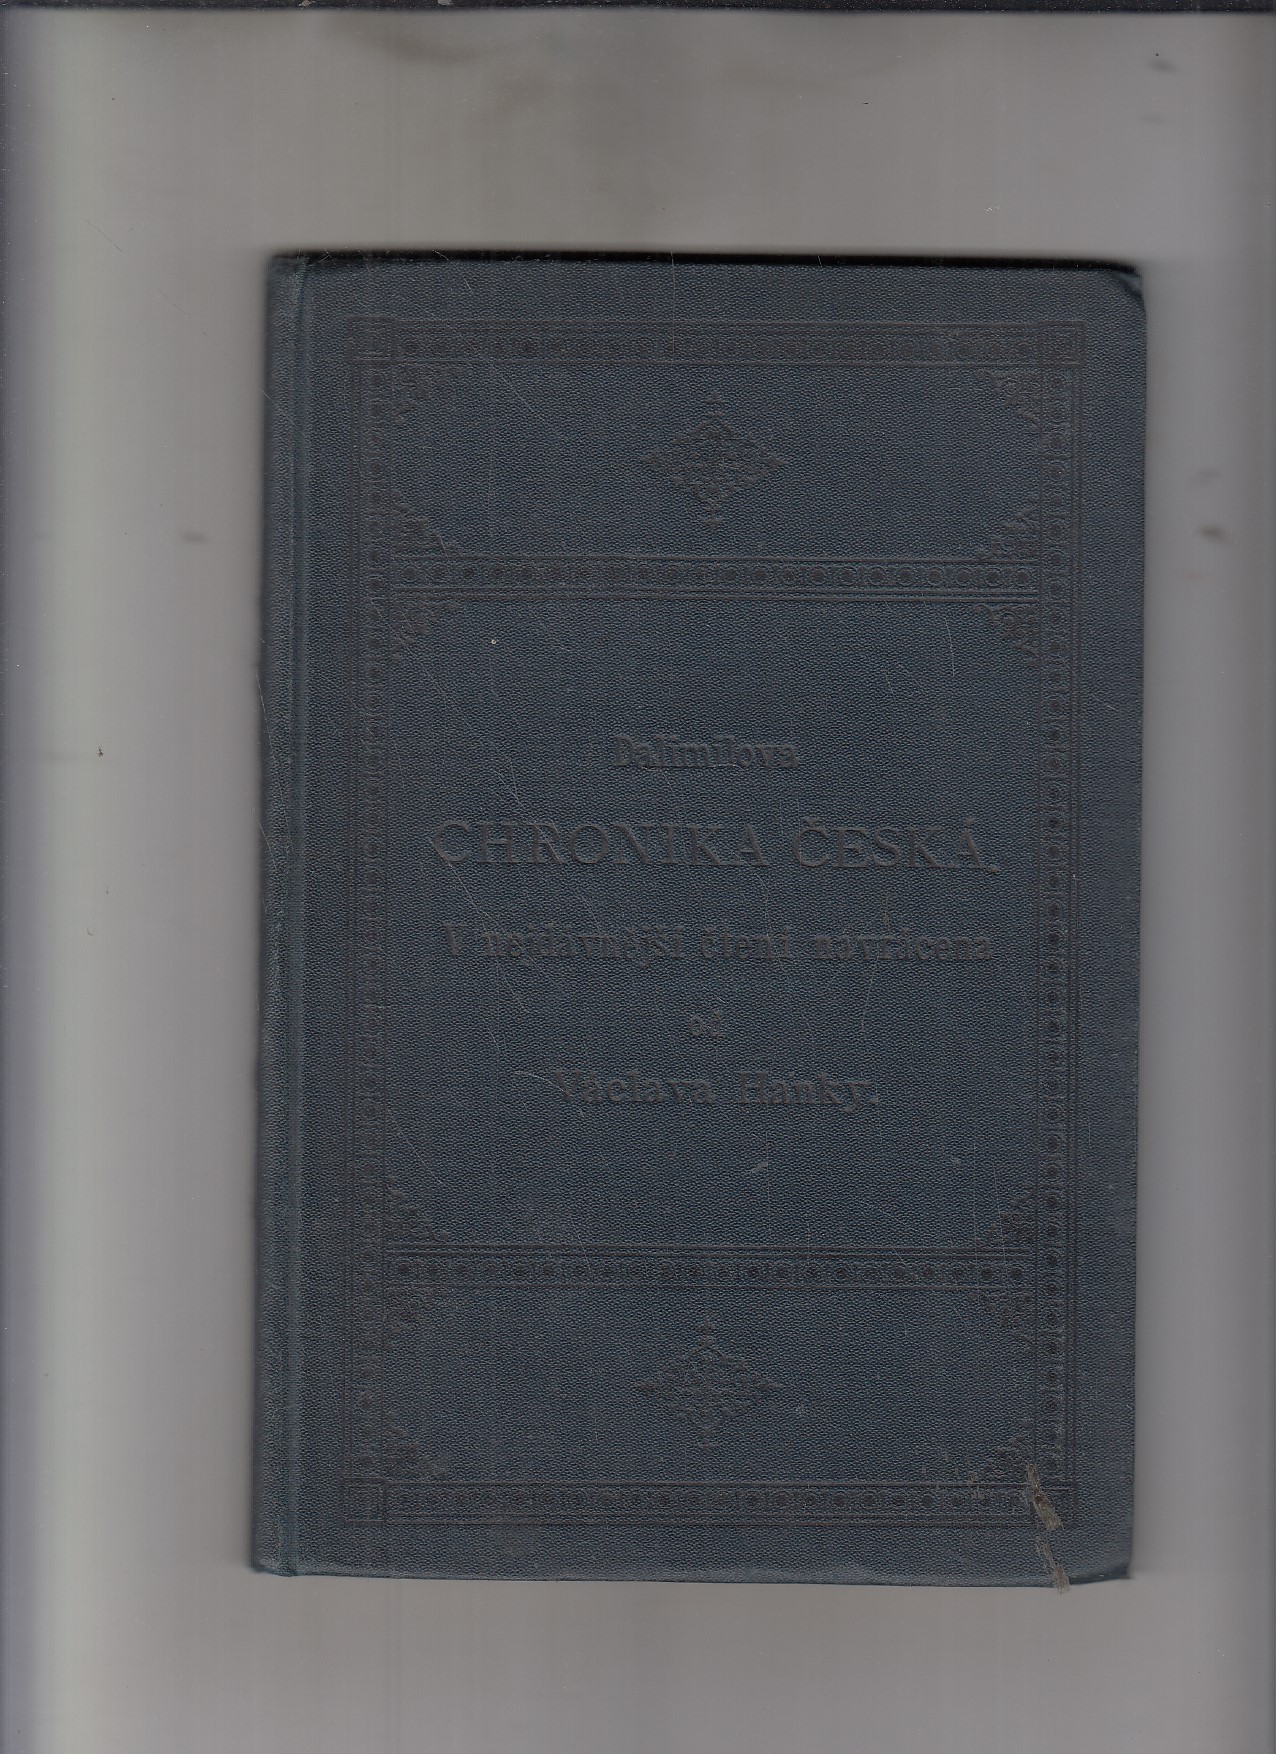 Dalimilova
CHRONIKA ČESKÁ,
V nejdávnější čtení navrácena
od
Václava Hanky.